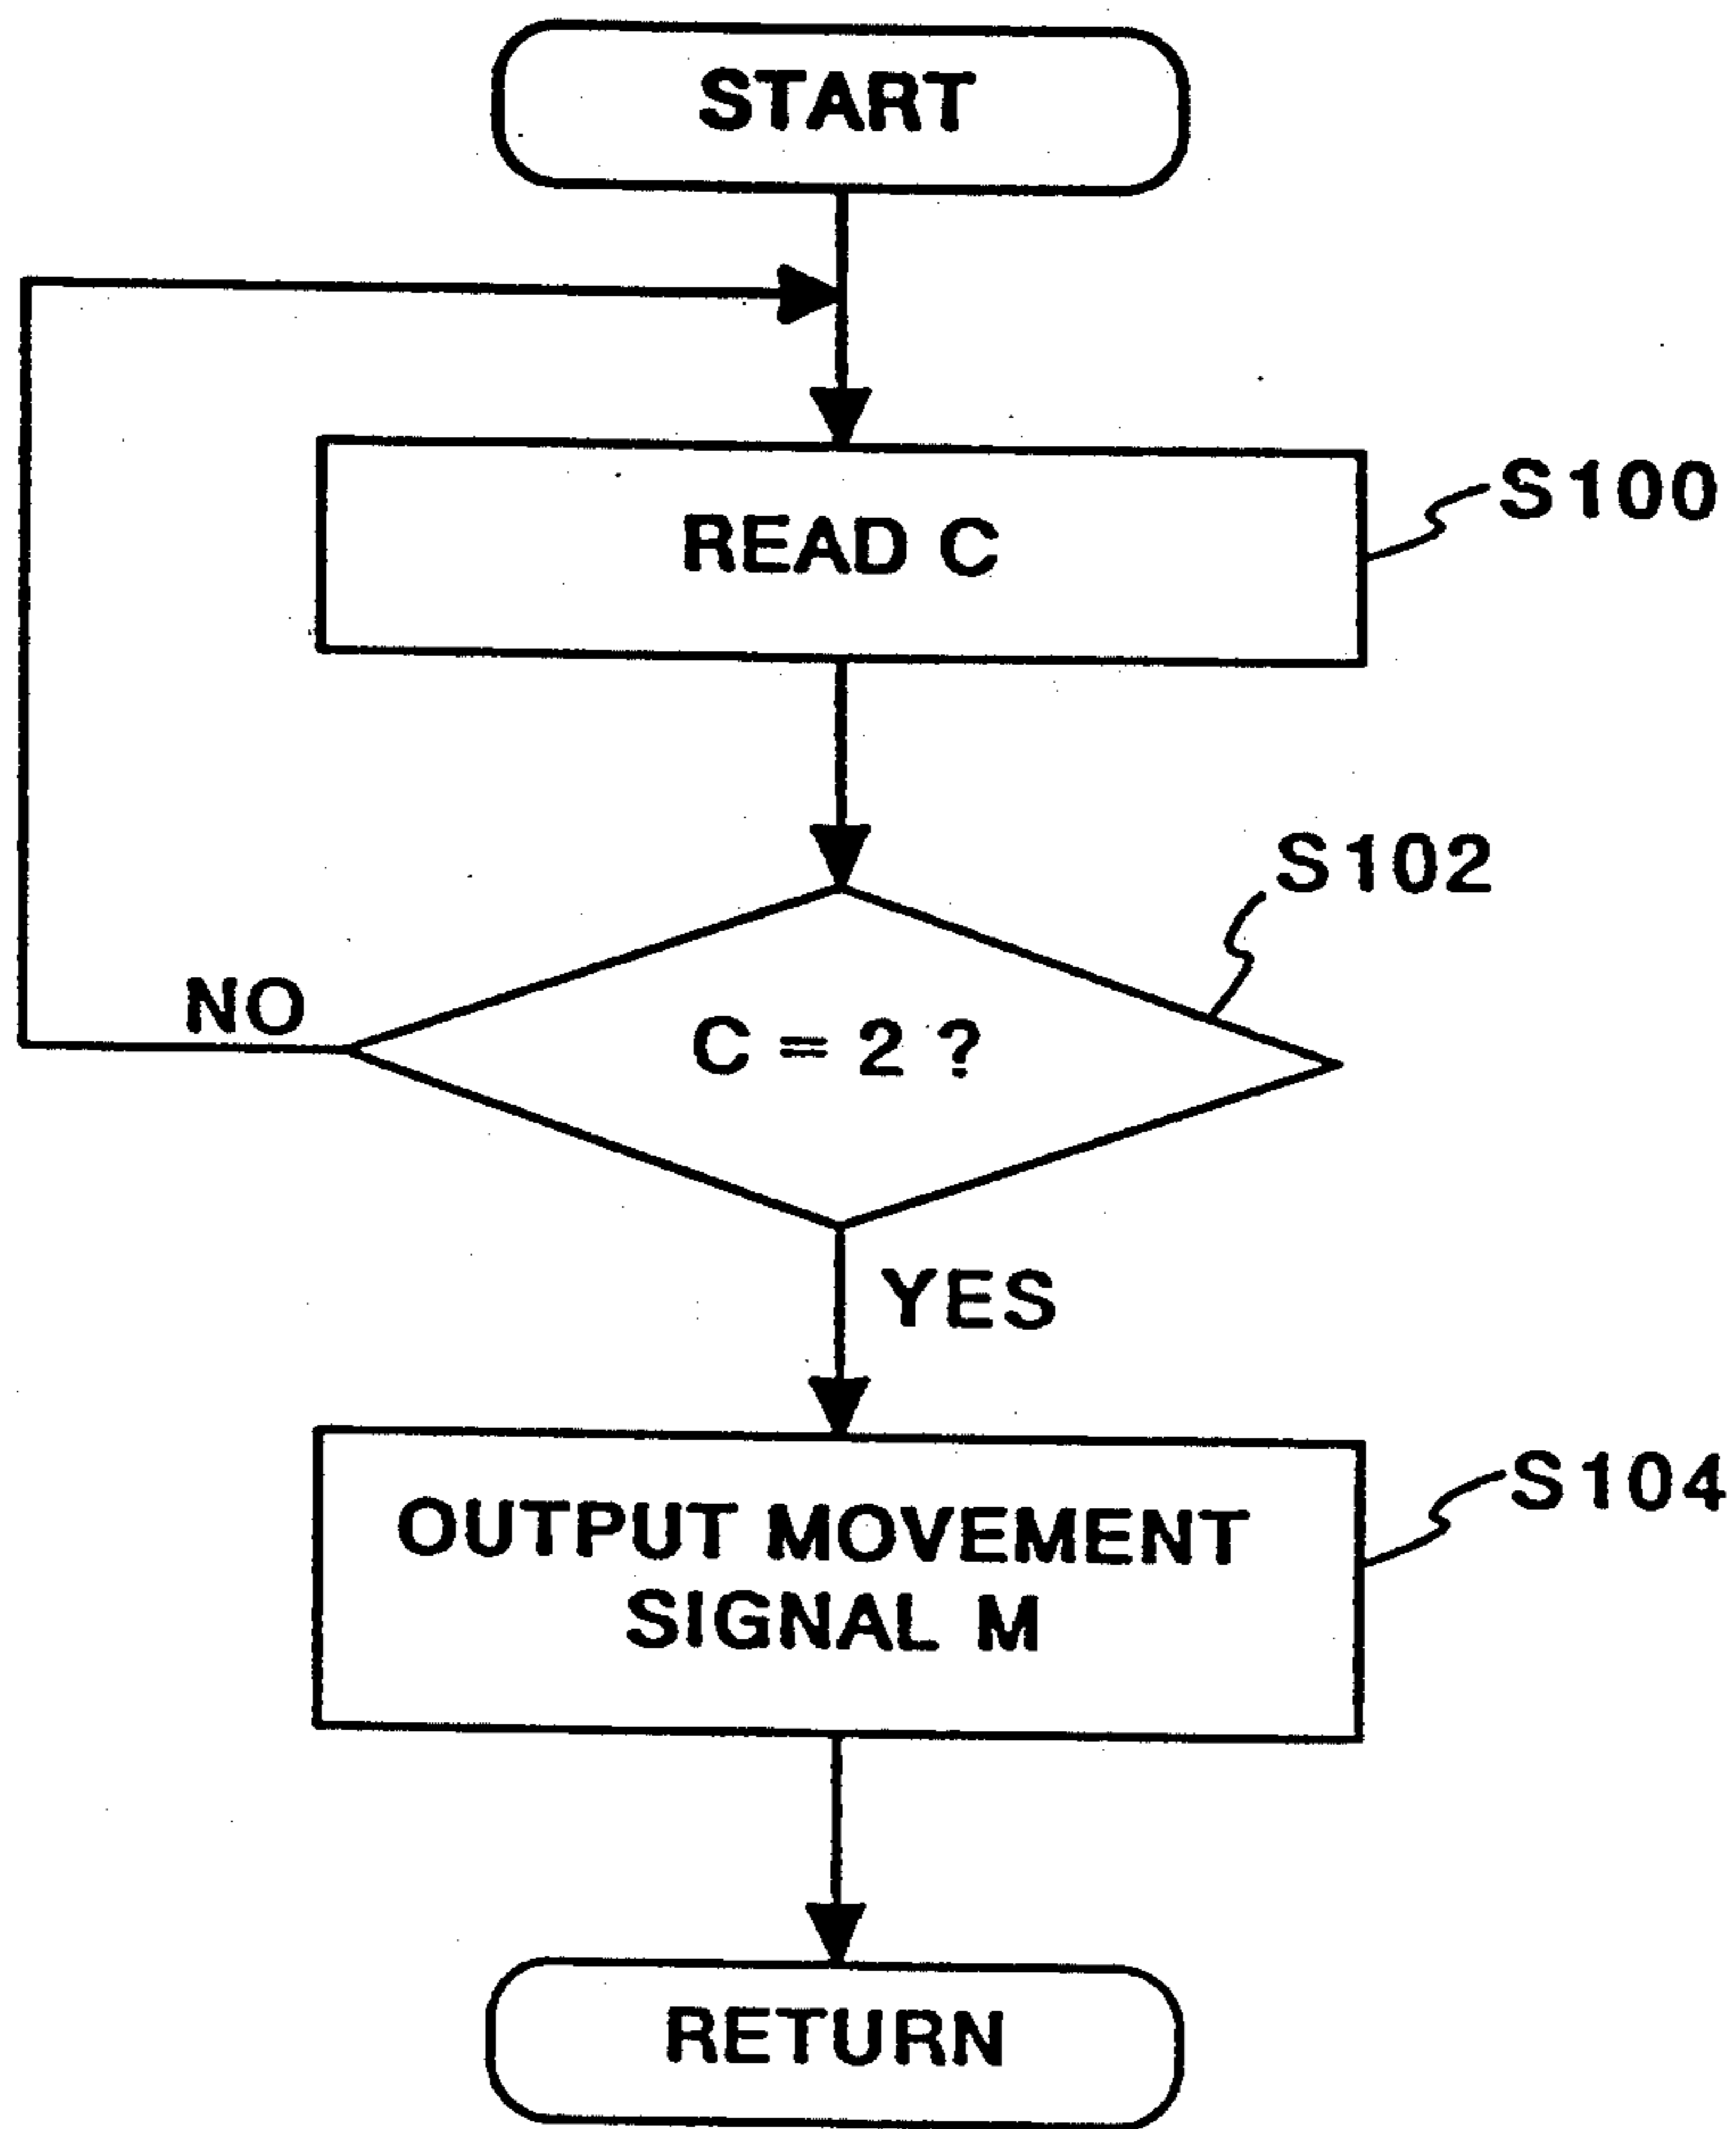 START
READ C
S100
S102
NO
C = 2 ?
YES
OUTPUT MOVEMENT
SIGNAL M
S104
RETURN